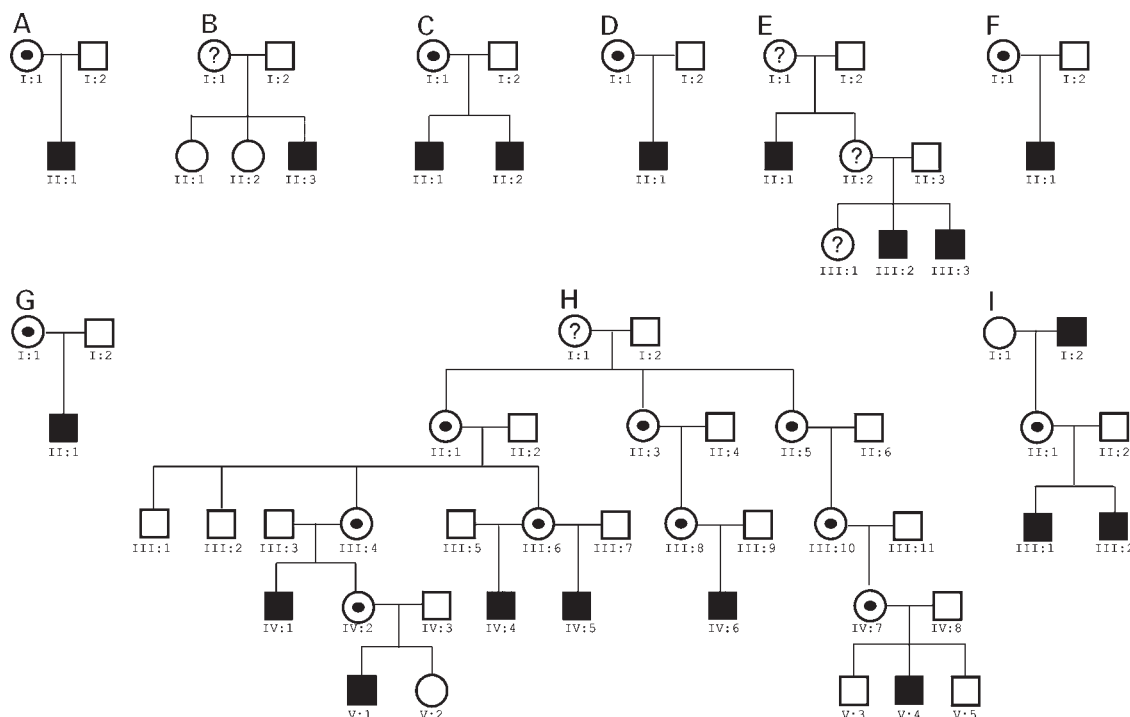 A B C D E F
? ?
I:1 I:2 I:1 I:2 I:1 I:2 I:1 I:2 I:1 I:2 I:1 I:2
?
II:1 II:1 II:2 II:3 II:1 II:2 II:1 II:1 II:2 II:3 II:1
?
III:1 III:2 III:3
G H I
?
I:1 I:2 I:1 I:2 I:1 I:2
II:1 II:1 II:2 II:3 II:4 II:5 II:6 II:1 II:2
III:1 III:2 III:3 III:4 III:5 III:6 III:7 III:8 III:9 III:10 III:11 III:1 III:2
IV:1 IV:2 IV:3 IV:4 IV:5 IV:6 IV:7 IV:8
V:1 V:2 V:3 V:4 V:5